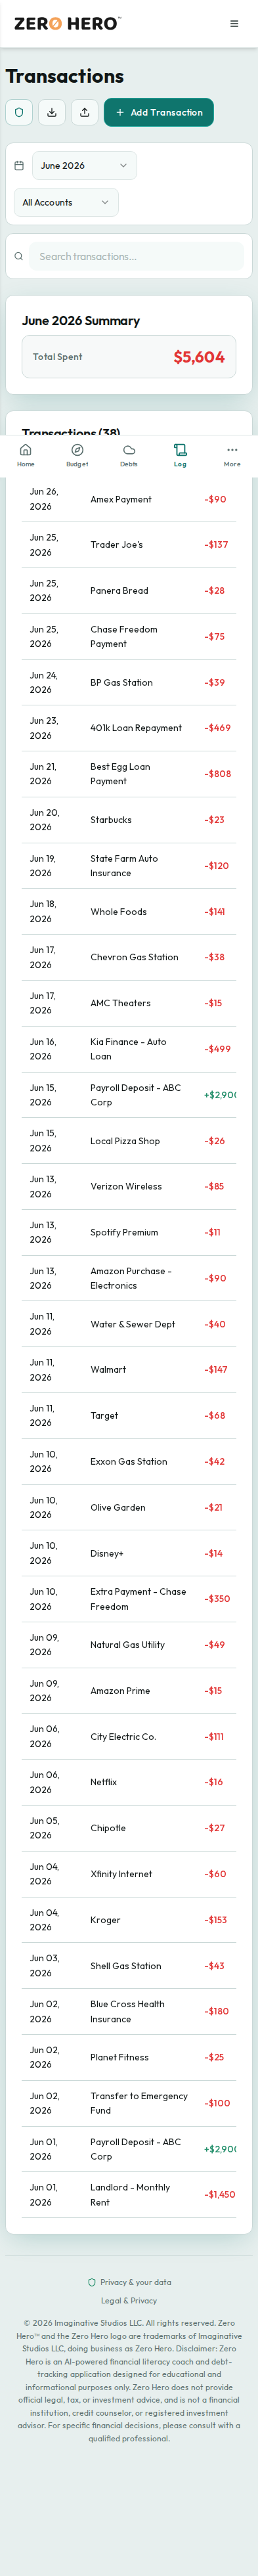 ZERO HERO™
Transactions
Add Transaction
June 2026
All Accounts
Search transactions...
June 2026 Summary
Total Spent
$5,604
Transactions (38)
Home
Budget
Debts
Log
More
Jun 26,
2026
Amex Payment
-$90
Jun 25,
2026
Trader Joe's
-$137
Jun 25,
2026
Panera Bread
-$28
Jun 25,
2026
Chase Freedom
Payment
-$75
Jun 24,
2026
BP Gas Station
-$39
Jun 23,
2026
401k Loan Repayment
-$469
Jun 21,
2026
Best Egg Loan
Payment
-$808
Jun 20,
2026
Starbucks
-$23
Jun 19,
2026
State Farm Auto
Insurance
-$120
Jun 18,
2026
Whole Foods
-$141
Jun 17,
2026
Chevron Gas Station
-$38
Jun 17,
2026
AMC Theaters
-$15
Jun 16,
2026
Kia Finance - Auto
Loan
-$499
Jun 15,
2026
Payroll Deposit - ABC
Corp
+$2,900
Jun 15,
2026
Local Pizza Shop
-$26
Jun 13,
2026
Verizon Wireless
-$85
Jun 13,
2026
Spotify Premium
-$11
Jun 13,
2026
Amazon Purchase -
Electronics
-$90
Jun 11,
2026
Water & Sewer Dept
-$40
Jun 11,
2026
Walmart
-$147
Jun 11,
2026
Target
-$68
Jun 10,
2026
Exxon Gas Station
-$42
Jun 10,
2026
Olive Garden
-$21
Jun 10,
2026
Disney+
-$14
Jun 10,
2026
Extra Payment - Chase
Freedom
-$350
Jun 09,
2026
Natural Gas Utility
-$49
Jun 09,
2026
Amazon Prime
-$15
Jun 06,
2026
City Electric Co.
-$111
Jun 06,
2026
Netflix
-$16
Jun 05,
2026
Chipotle
-$27
Jun 04,
2026
Xfinity Internet
-$60
Jun 04,
2026
Kroger
-$153
Jun 03,
2026
Shell Gas Station
-$43
Jun 02,
2026
Blue Cross Health
Insurance
-$180
Jun 02,
2026
Planet Fitness
-$25
Jun 02,
2026
Transfer to Emergency
Fund
-$100
Jun 01,
2026
Payroll Deposit - ABC
Corp
+$2,900
Jun 01,
2026
Landlord - Monthly
Rent
-$1,450
Privacy & your data
Legal & Privacy
© 2026 Imaginative Studios LLC. All rights reserved. Zero
Hero™ and the Zero Hero logo are trademarks of Imaginative
Studios LLC, doing business as Zero Hero. Disclaimer: Zero
Hero is an AI-powered financial literacy coach and debt-
tracking application designed for educational and
informational purposes only. Zero Hero does not provide
official legal, tax, or investment advice, and is not a financial
institution, credit counselor, or registered investment
advisor. For specific financial decisions, please consult with a
qualified professional.